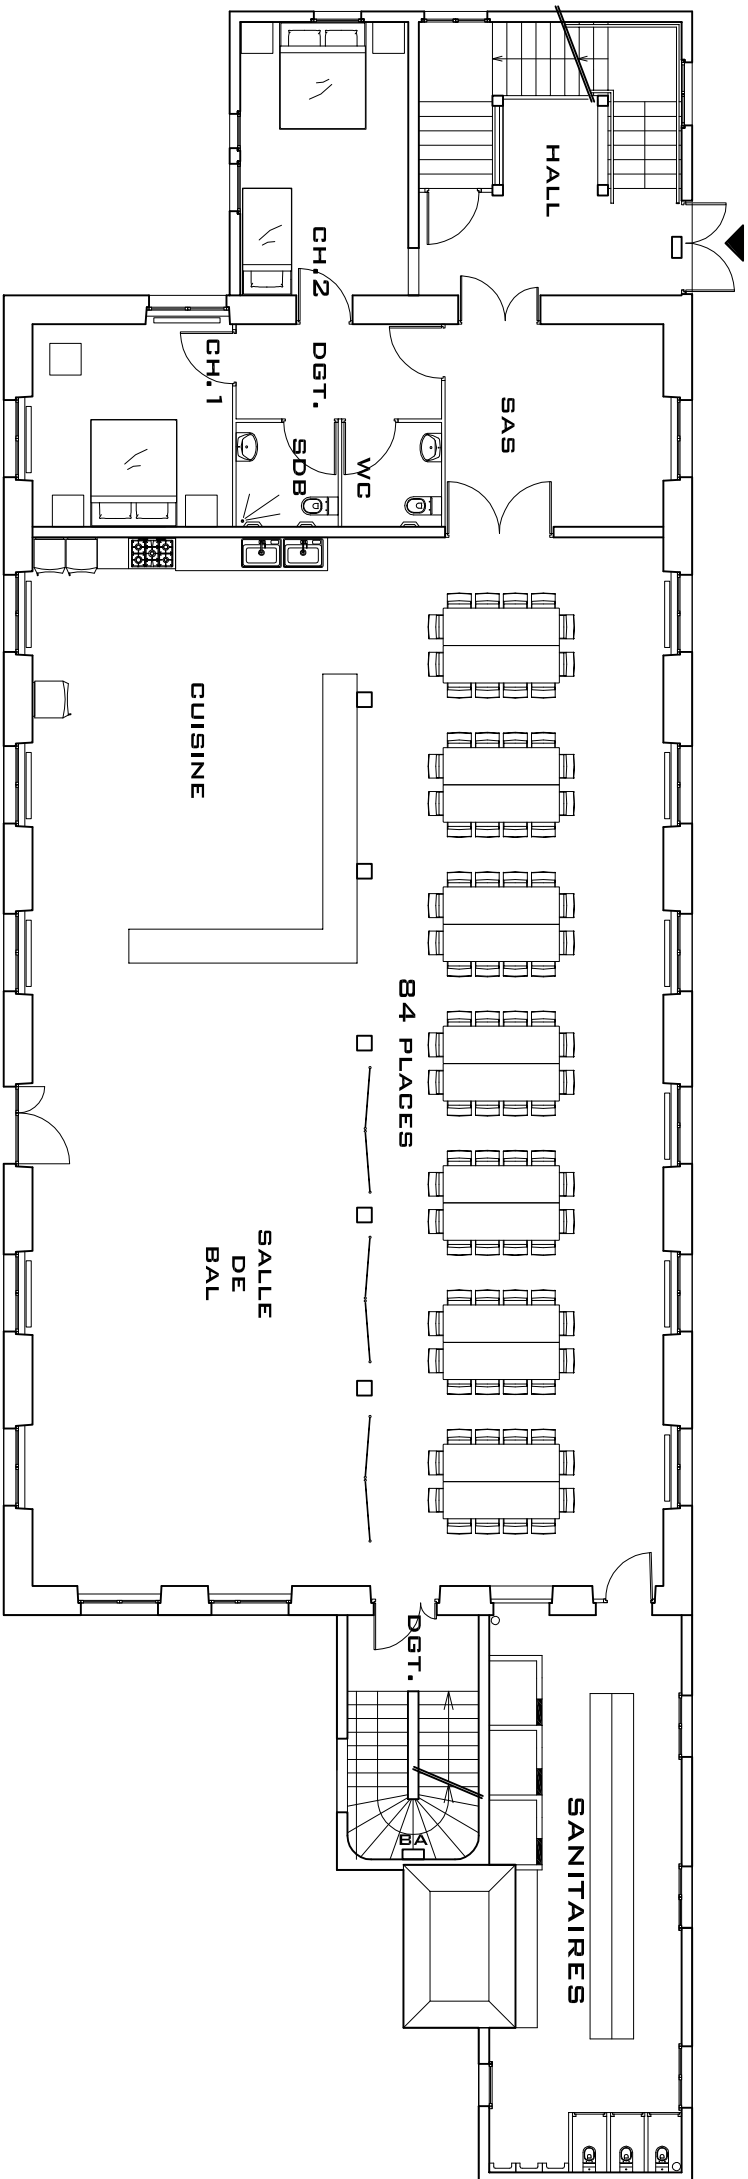 HALL
CH.2
CH.1
DGT.
SAS
SDB
WC
CUISINE
84 PLACES
SALLE
DE
BAL
DGT.
BA
SANITAIRES